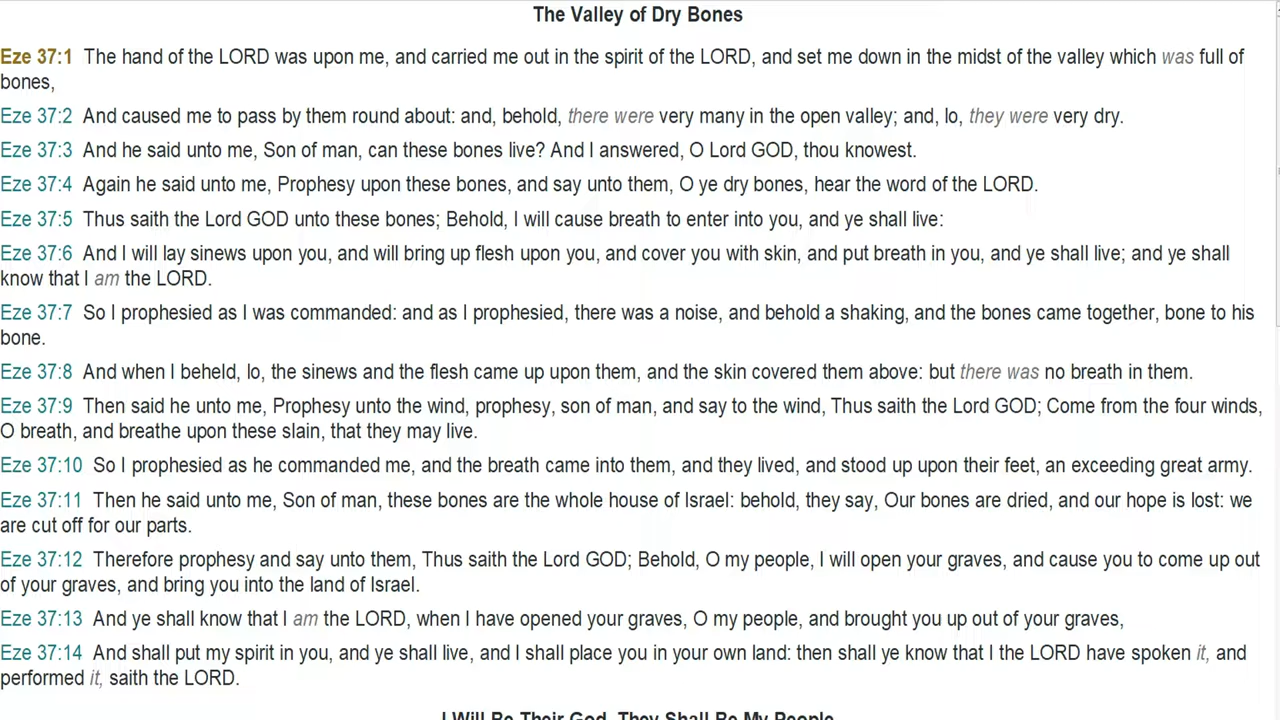 The Valley of Dry Bones
Eze 37:1 The hand of the LORD was upon me, and carried me out in the spirit of the LORD, and set me down in the midst of the valley which was full of
bones,
Eze 37:2 And caused me to pass by them round about: and, behold, there were very many in the open valley; and, lo, they were very dry.
Eze 37:3 And he said unto me, Son of man, can these bones live? And I answered, O Lord GOD, thou knowest.
Eze 37:4 Again he said unto me, Prophesy upon these bones, and say unto them, O ye dry bones, hear the word of the LORD.
Eze 37:5 Thus saith the Lord GOD unto these bones; Behold, I will cause breath to enter into you, and ye shall live:
Eze 37:6 And I will lay sinews upon you, and will bring up flesh upon you, and cover you with skin, and put breath in you, and ye shall live; and ye shall
know that I am the LORD.
Eze 37:7 So I prophesied as I was commanded: and as I prophesied, there was a noise, and behold a shaking, and the bones came together, bone to his
bone.
Eze 37:8 And when I beheld, lo, the sinews and the flesh came up upon them, and the skin covered them above: but there was no breath in them.
Eze 37:9 Then said he unto me, Prophesy unto the wind, prophesy, son of man, and say to the wind, Thus saith the Lord GOD; Come from the four winds,
O breath, and breathe upon these slain, that they may live.
Eze 37:10 So I prophesied as he commanded me, and the breath came into them, and they lived, and stood up upon their feet, an exceeding great army.
Eze 37:11 Then he said unto me, Son of man, these bones are the whole house of Israel: behold, they say, Our bones are dried, and our hope is lost: we
are cut off for our parts.
Eze 37:12 Therefore prophesy and say unto them, Thus saith the Lord GOD; Behold, O my people, I will open your graves, and cause you to come up out
of your graves, and bring you into the land of Israel.
Eze 37:13 And ye shall know that I am the LORD, when I have opened your graves, O my people, and brought you up out of your graves,
Eze 37:14 And shall put my spirit in you, and ye shall live, and I shall place you in your own land: then shall ye know that I the LORD have spoken it, and
performed it, saith the LORD.
I Will Be Their God, They Shall Be My People